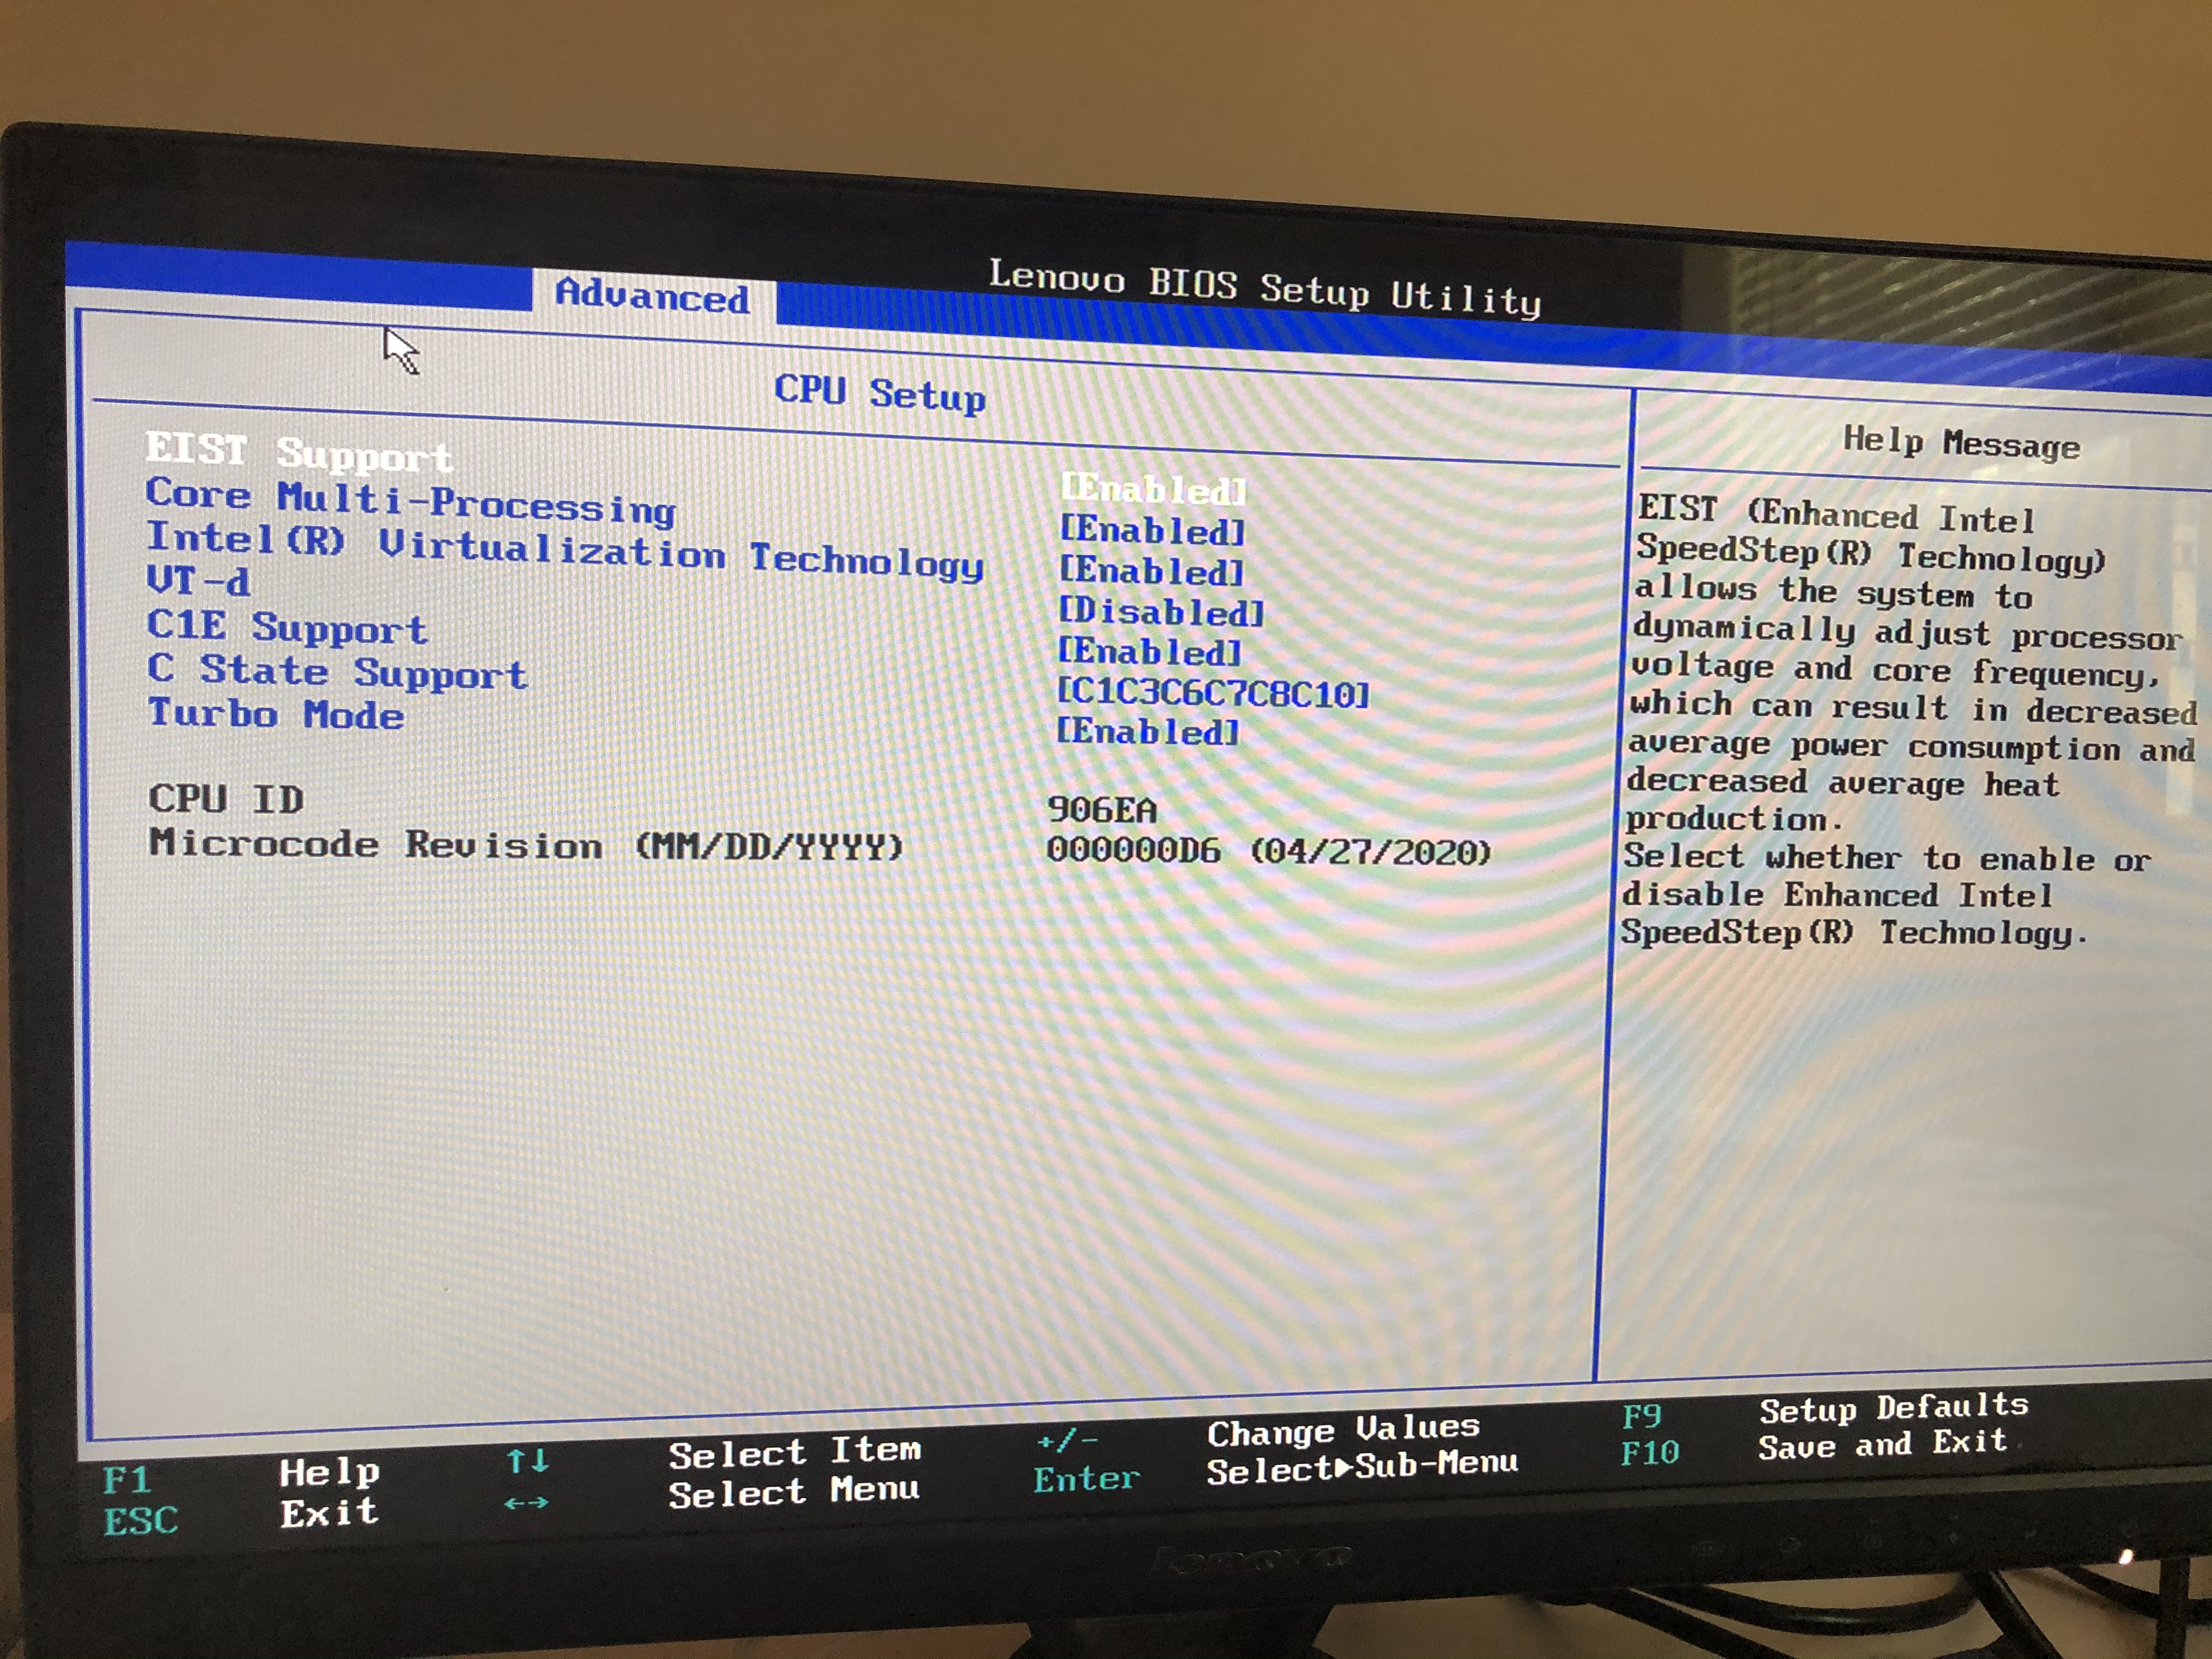 Lenovo BIOS Setup Utility
Advanced
CPU Setup
EIST Support [Enabled]
Core Multi-Processing [Enabled]
Intel(R) Virtualization Technology [Enabled]
VT-d [Disabled]
C1E Support [Enabled]
C State Support [C1C3C6C7C8C10]
Turbo Mode [Enabled]
CPU ID 906EA
Microcode Revision (MM/DD/YYYY) 000000D6 (04/27/2020)
Help Message
EIST (Enhanced Intel
SpeedStep(R) Technology)
allows the system to
dynamically adjust processor
voltage and core frequency,
which can result in decreased
average power consumption and
decreased average heat
production.
Select whether to enable or
disable Enhanced Intel
SpeedStep(R) Technology.
F1 Help ↑↓ Select Item +/- Change Values F9 Setup Defaults
ESC Exit ←→ Select Menu Enter Select▶Sub-Menu F10 Save and Exit
lenovo